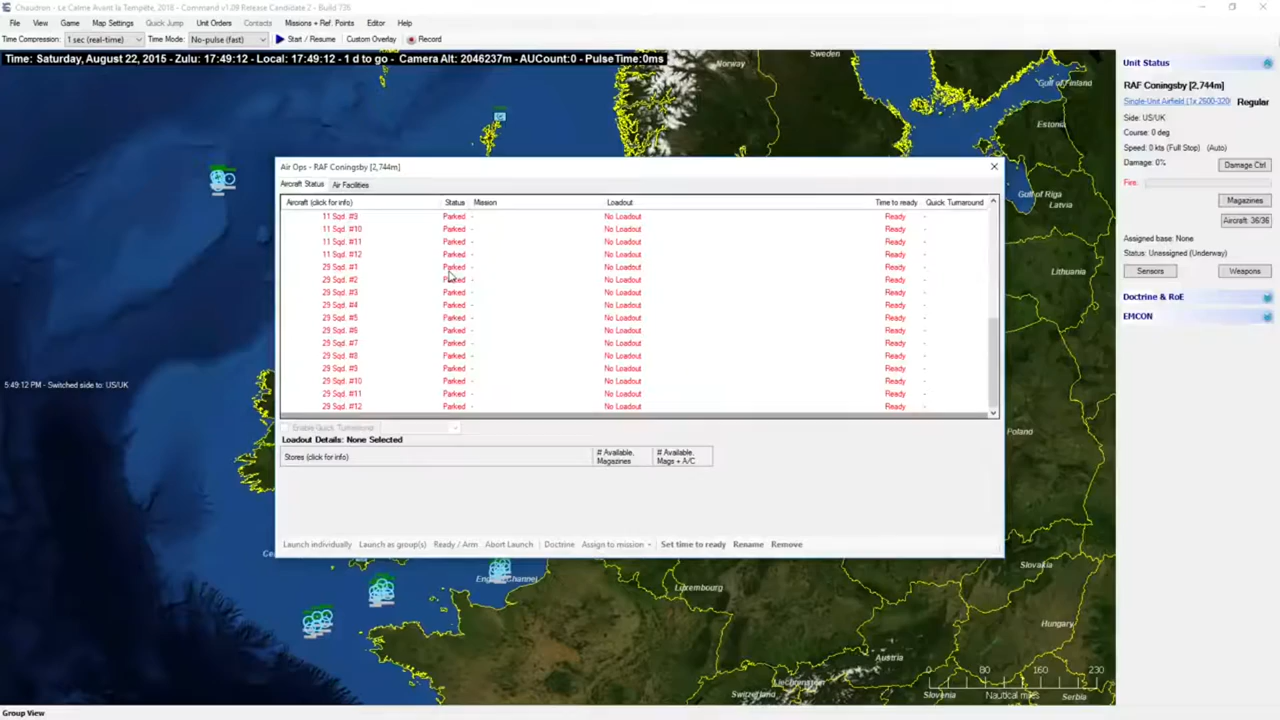 Chaudron - Le Calme Avant la Tempête, 2018 - Command v1.09 Release Candidate 2 - Build 736
File View Game Map Settings Quick Jump Unit Orders Contacts Missions + Ref. Points Editor Help
Time Compression: 1 sec (real-time) Time Mode: No-pulse (fast) Start / Resume Custom Overlay Record
Time: Saturday, August 22, 2015 - Zulu: 17:49:12 - Local: 17:49:12 - 1 d to go - Camera Alt: 2046237m - AUCount:0 - PulseTime:0ms
Norway
Sweden
Gulf of Finland
Estonia
Gulf of Riga
Latvia
Lithuania
Poland
5:49:12 PM - Switched side to: US/UK
Air Ops - RAF Coningsby [2,744m]
Aircraft Status Air Facilities
Aircraft (click for info) Status Mission Loadout Time to ready Quick Turnaround
11 Sqd. #9 Parked - No Loadout Ready -
11 Sqd. #10 Parked - No Loadout Ready -
11 Sqd. #11 Parked - No Loadout Ready -
11 Sqd. #12 Parked - No Loadout Ready -
29 Sqd. #1 Parked - No Loadout Ready -
29 Sqd. #2 Parked - No Loadout Ready -
29 Sqd. #3 Parked - No Loadout Ready -
29 Sqd. #4 Parked - No Loadout Ready -
29 Sqd. #5 Parked - No Loadout Ready -
29 Sqd. #6 Parked - No Loadout Ready -
29 Sqd. #7 Parked - No Loadout Ready -
29 Sqd. #8 Parked - No Loadout Ready -
29 Sqd. #9 Parked - No Loadout Ready -
29 Sqd. #10 Parked - No Loadout Ready -
29 Sqd. #11 Parked - No Loadout Ready -
29 Sqd. #12 Parked - No Loadout Ready -
Enable Quick Turnaround
Loadout Details: None Selected
Stores (click for info) # Available, Magazines # Available, Mags + A/C
Launch individually Launch as group(s) Ready / Arm Abort Launch Doctrine Assign to mission Set time to ready Rename Remove
English Channel
Luxembourg
Slovakia
Hungary
Austria
Liechtenstein
Switzerland
Slovenia
Serbia
0 80 160 230
Nautical miles
Unit Status
RAF Coningsby [2,744m]
Single-Unit Airfield (1x 2600-320 Regular
Side: US/UK
Course: 0 deg
Speed: 0 kts (Full Stop) (Auto)
Damage: 0% Damage Ctrl
Fire:
Magazines
Aircraft: 36/36
Assigned base: None
Status: Unassigned (Underway)
Sensors Weapons
Doctrine & RoE
EMCON
Group View